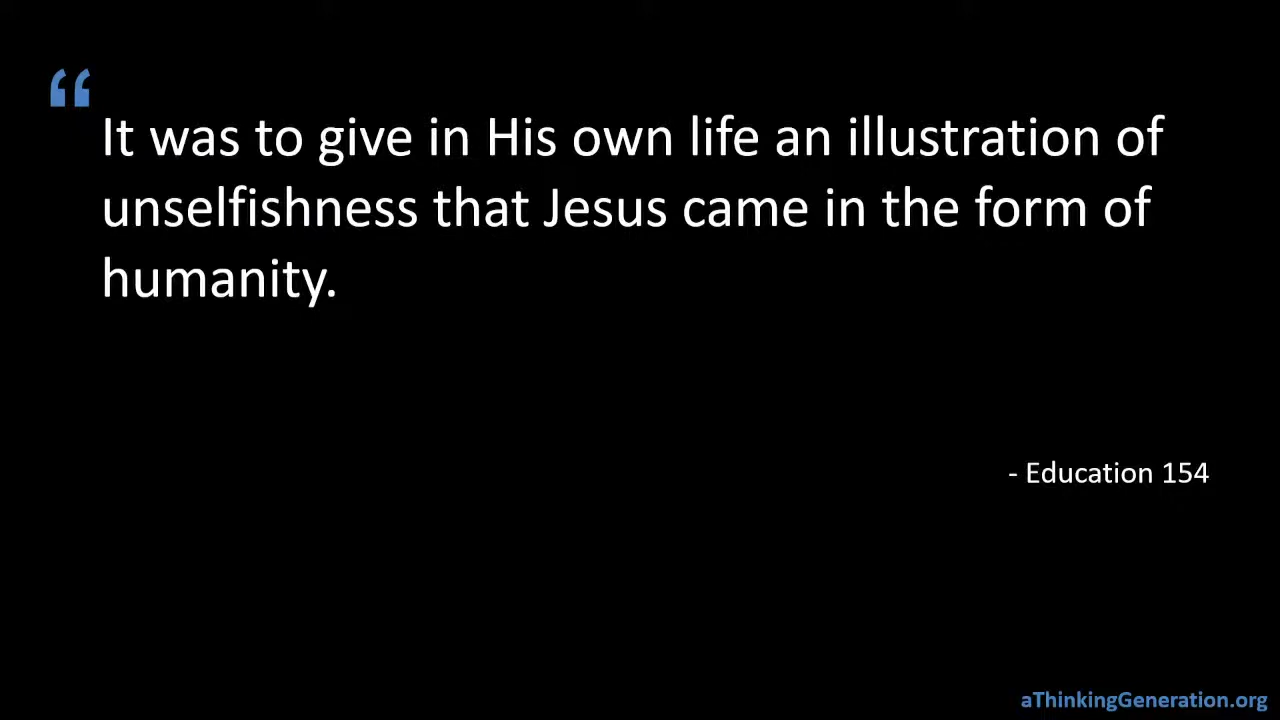 “
It was to give in His own life an illustration of
unselfishness that Jesus came in the form of
humanity.
- Education 154
aThinkingGeneration.org